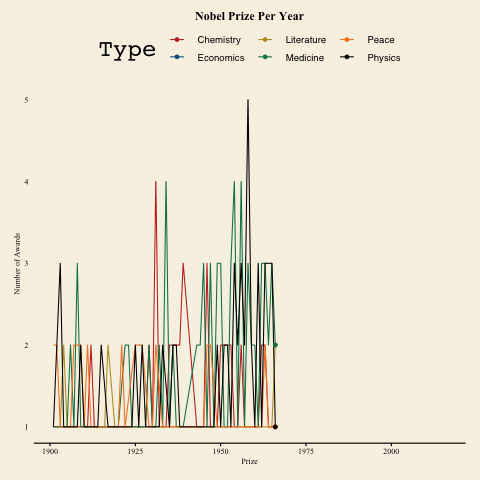 Nobel Prize Per Year
Type
Chemistry
Literature
Peace
Economics
Medicine
Physics
5
4
3
2
1
Number of Awards
1900
1925
1950
1975
2000
Prize